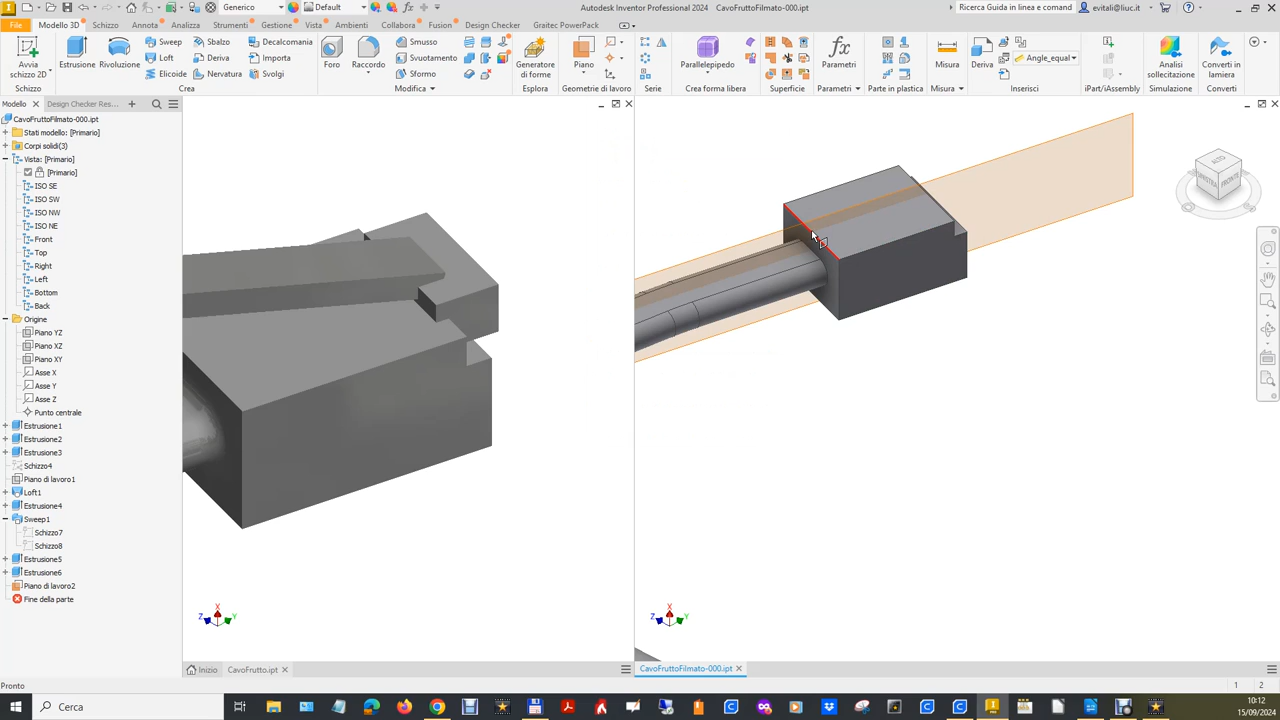 Generico
Default
Autodesk Inventor Professional 2024
CavoFruttoFilmato-000.ipt
Ricerca Guida in linea e comand
evitali@liuc.it
File
Modello 3D
Schizzo
Annota
Analizza
Strumenti
Gestione
Vista
Ambienti
Collabora
Fusion
Design Checker
Graitec PowerPack
Avvia schizzo 2D
Estrusione
Rivoluzione
Sweep
Loft
Elicoide
Sbalzo
Deriva
Nervatura
Decalcomania
Importa
Svolgi
Foro
Raccordo
Smusso
Svuotamento
Sformo
Generatore di forme
Piano
Parallelepipedo
Parametri
Misura
Deriva
Angle_equal
Analisi sollecitazione
Converti in lamiera
Schizzo
Crea
Modifica
Esplora
Geometrie di lavoro
Serie
Crea forma libera
Superficie
Parametri
Parte in plastica
Misura
Inserisci
iPart/iAssembly
Simulazione
Converti
Modello
Design Checker Res...
CavoFruttoFilmato-000.ipt
Stati modello: [Primario]
Corpi solidi(3)
Vista: [Primario]
[Primario]
ISO SE
ISO SW
ISO NW
ISO NE
Front
Top
Right
Left
Bottom
Back
Origine
Piano YZ
Piano XZ
Piano XY
Asse X
Asse Y
Asse Z
Punto centrale
Estrusione1
Estrusione2
Estrusione3
Schizzo4
Piano di lavoro1
Loft1
Estrusione4
Sweep1
Schizzo7
Schizzo8
Estrusione5
Estrusione6
Piano di lavoro2
Fine della parte
ALTO
SINISTRA
FRONTE
X
Z
Y
X
Z
Y
Inizio
CavoFrutto.ipt
CavoFruttoFilmato-000.ipt
Pronto
1
2
Cerca
10:12
15/09/2024